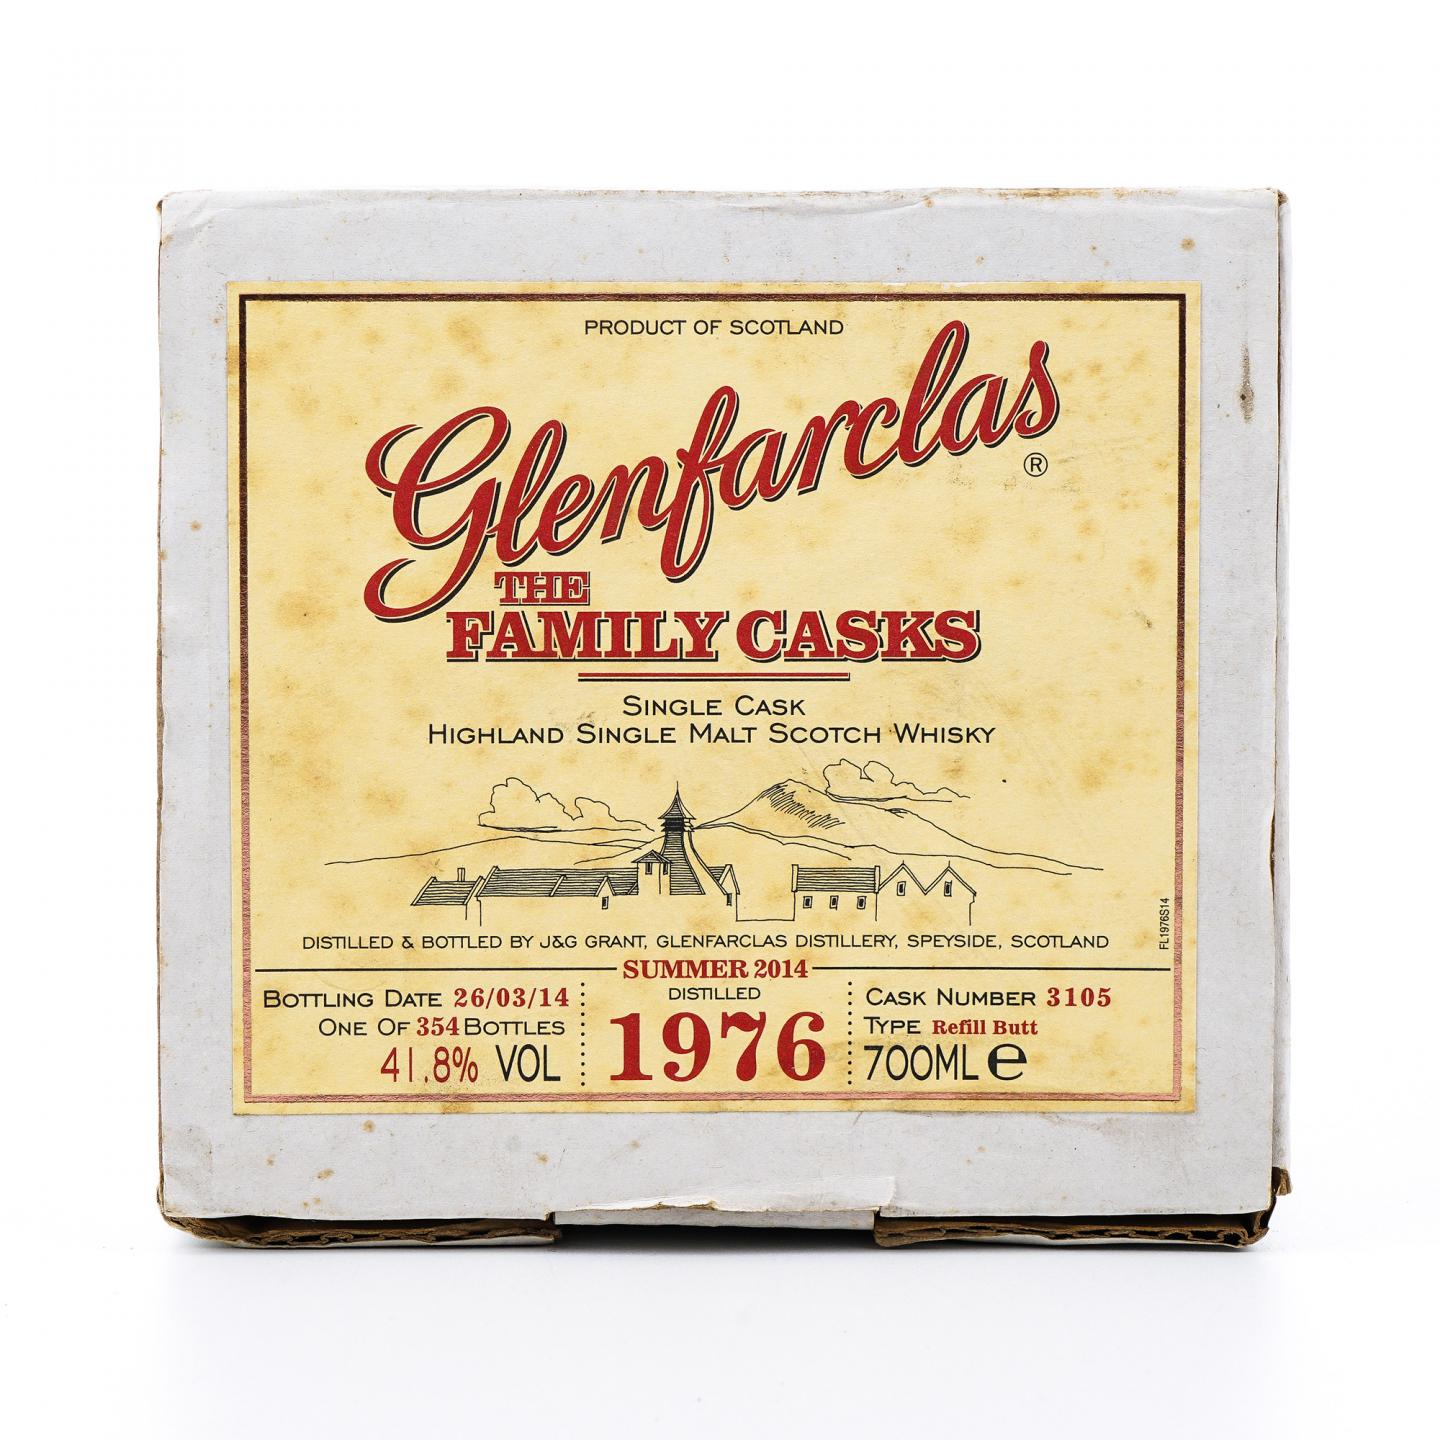 PRODUCT OF SCOTLAND
Glenfarclas ®
THE
FAMILY CASKS
SINGLE CASK
HIGHLAND SINGLE MALT SCOTCH WHISKY
DISTILLED & BOTTLED BY J&G GRANT, GLENFARCLAS DISTILLERY, SPEYSIDE, SCOTLAND
FL1976S14
SUMMER 2014
BOTTLING DATE 26/03/14
ONE OF 354 BOTTLES
41.8% VOL
DISTILLED
1976
CASK NUMBER 3105
TYPE Refill Butt
700ML e